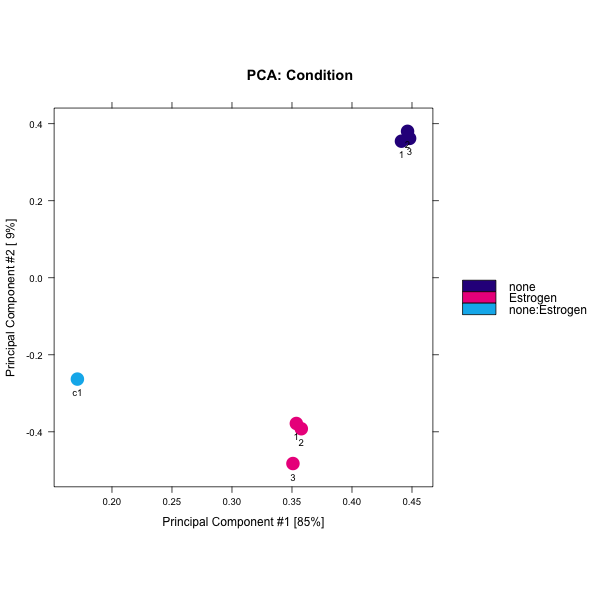 PCA: Condition
0.4
0.2
0.0
-0.2
-0.4
Principal Component #2 [ 9%]
1
3
c1
1
2
3
none
Estrogen
none:Estrogen
0.20 0.25 0.30 0.35 0.40 0.45
Principal Component #1 [85%]